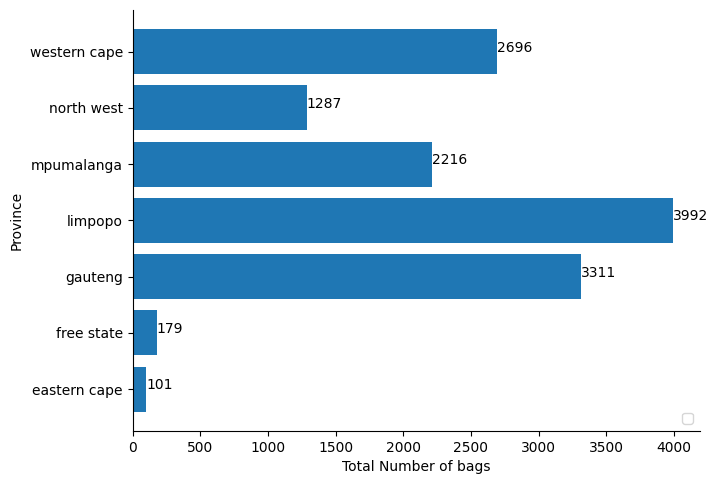 western cape 2696
north west 1287
mpumalanga 2216
limpopo 3992
gauteng 3311
free state 179
eastern cape 101
Province
0 500 1000 1500 2000 2500 3000 3500 4000
Total Number of bags